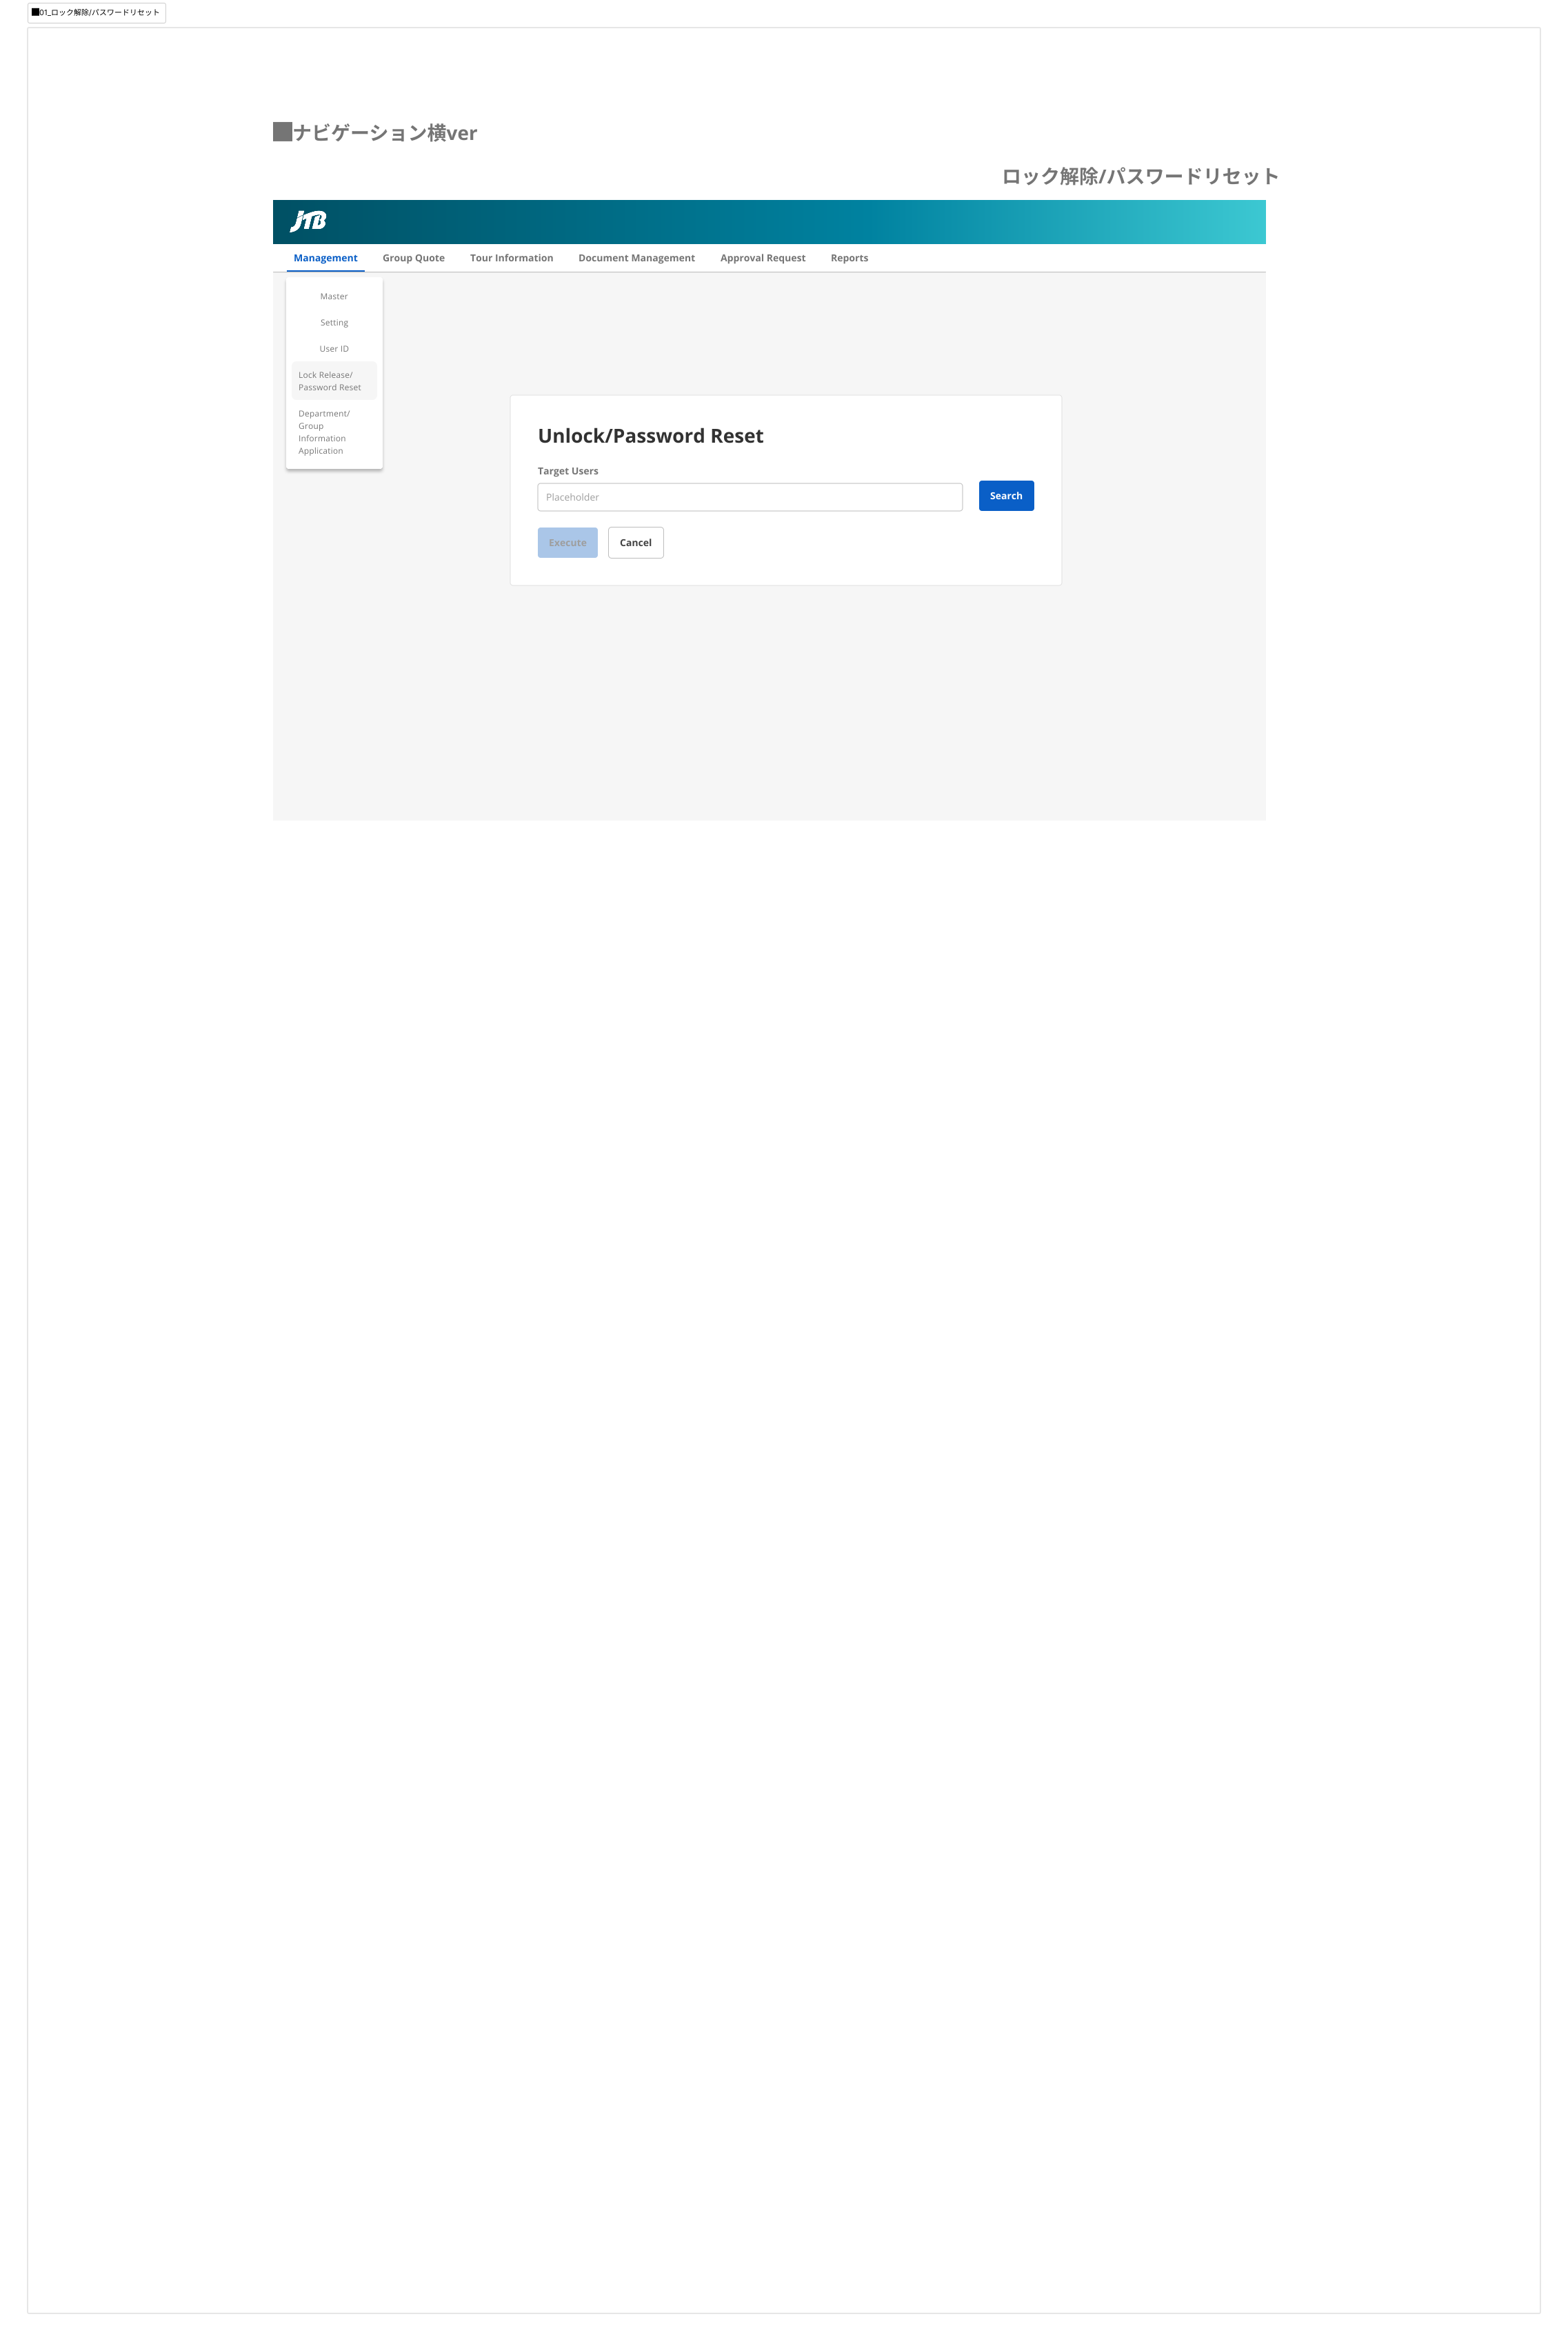 ■01_ロック解除/パスワードリセット
■ナビゲーション横ver
ロック解除/パスワードリセット
JTB
Management Group Quote Tour Information Document Management Approval Request Reports
Master
Setting
User ID
Lock Release/
Password Reset
Department/
Group
Information
Application
Unlock/Password Reset
Target Users
Placeholder
Search
Execute
Cancel